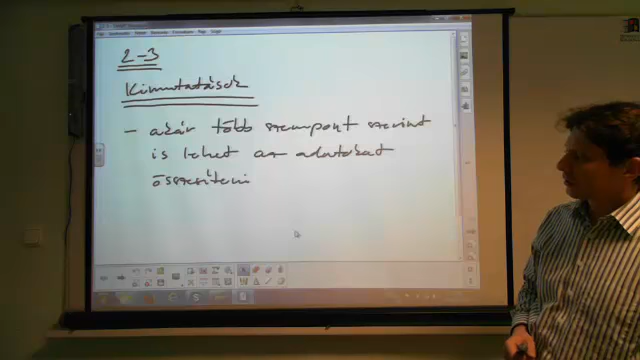 2-3
Kimutatások
- akár több szempont szerint
is lehet az adatokat
összesíteni